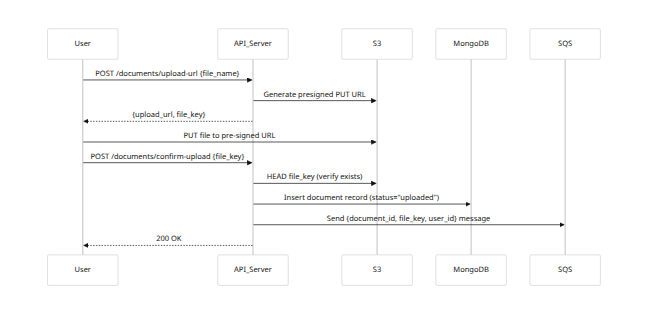 User API_Server S3 MongoDB SQS
POST /documents/upload-url {file_name}
Generate presigned PUT URL
{upload_url, file_key}
PUT file to pre-signed URL
POST /documents/confirm-upload {file_key}
HEAD file_key (verify exists)
Insert document record (status="uploaded")
Send {document_id, file_key, user_id} message
200 OK
User API_Server S3 MongoDB SQS